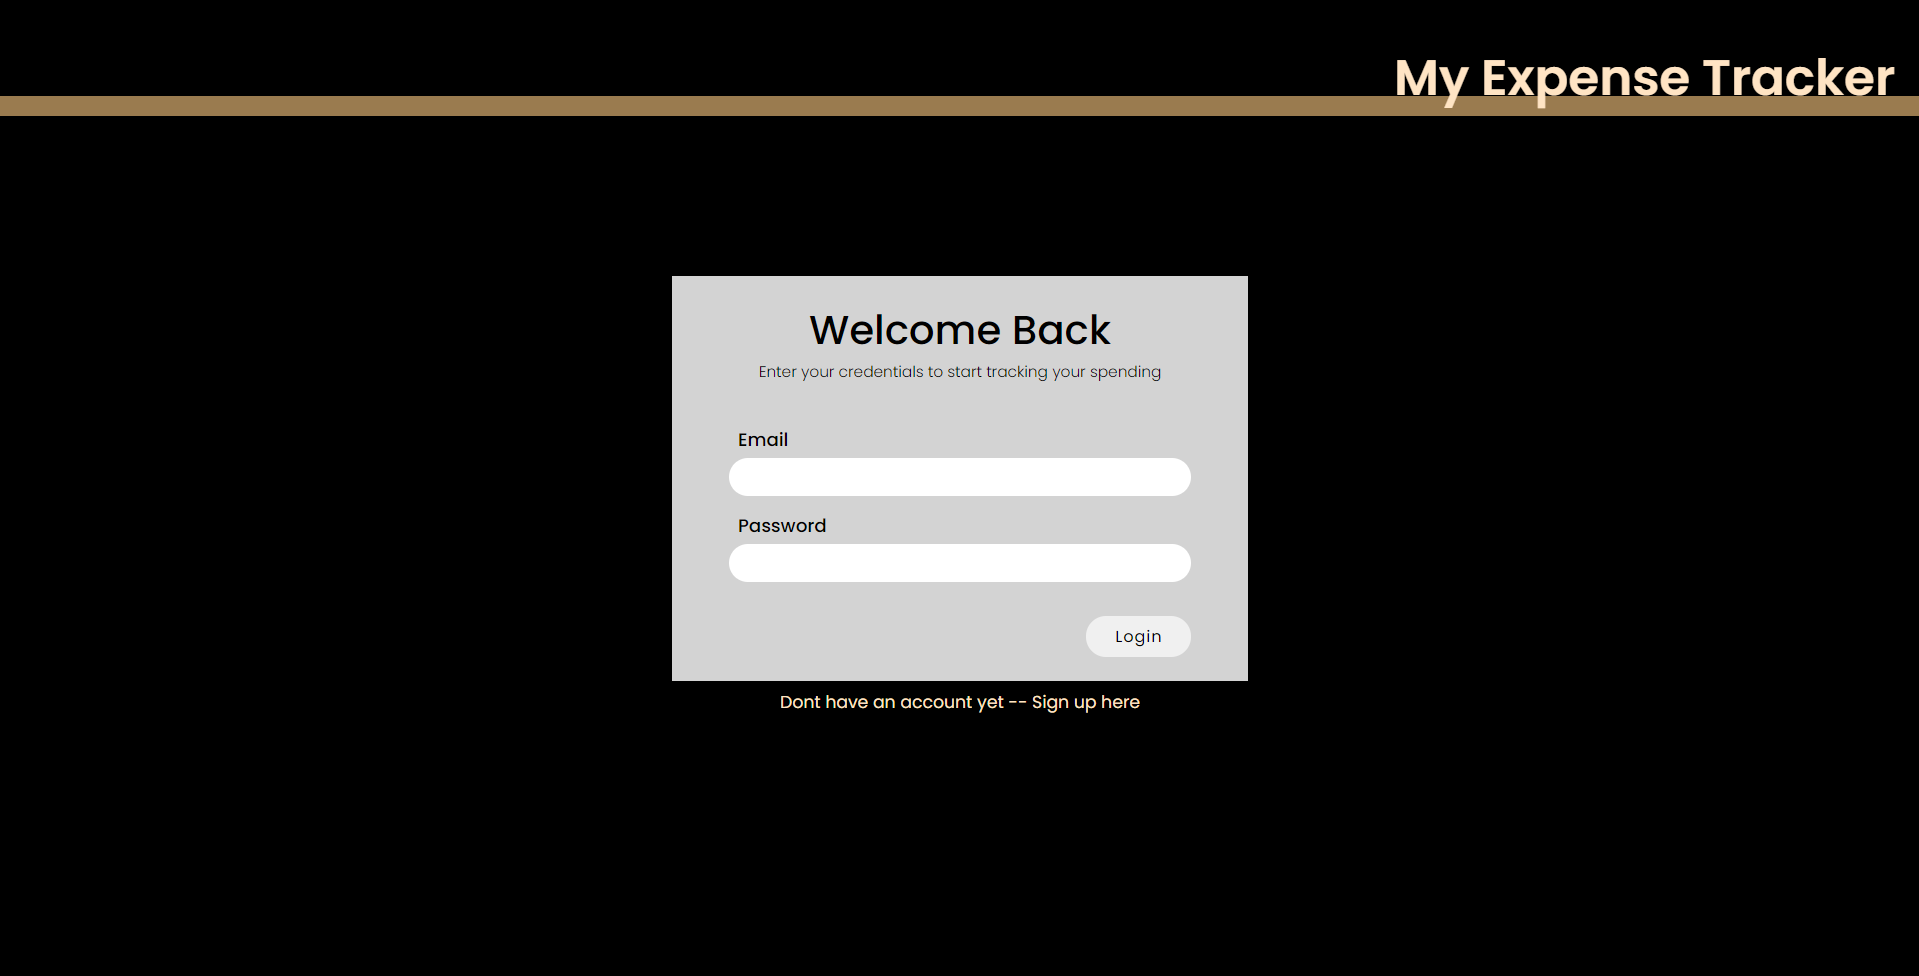 My Expense Tracker
Welcome Back
Enter your credentials to start tracking your spending
Email
Password
Login
Dont have an account yet -- Sign up here